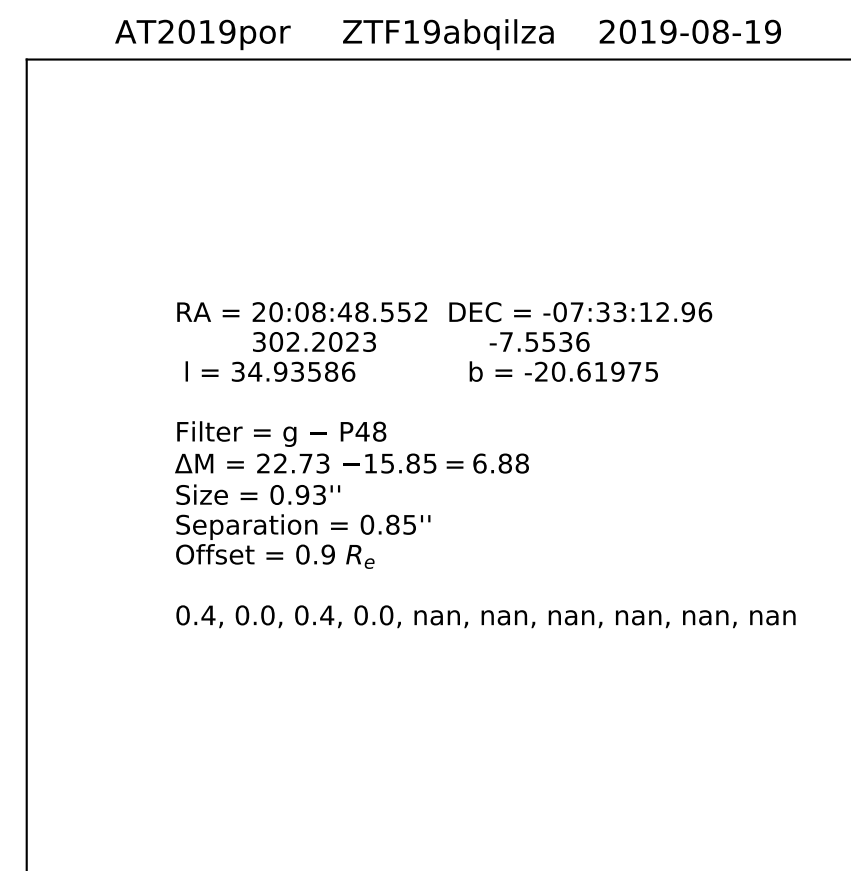 AT2019por ZTF19abqilza 2019-08-19
RA = 20:08:48.552 DEC = -07:33:12.96
302.2023 -7.5536
l = 34.93586 b = -20.61975
Filter = g − P48
ΔM = 22.73 −15.85 = 6.88
Size = 0.93''
Separation = 0.85''
Offset = 0.9 Rₑ
0.4, 0.0, 0.4, 0.0, nan, nan, nan, nan, nan, nan